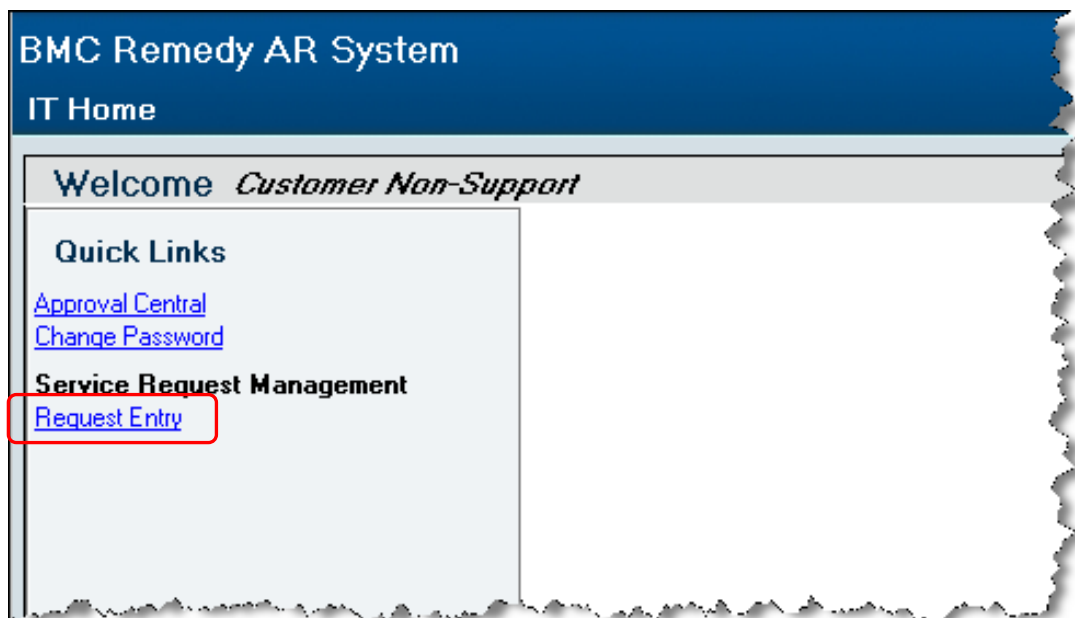 BMC Remedy AR System
IT Home
Welcome Customer Non-Support
Quick Links
Approval Central
Change Password
Service Request Management
Request Entry